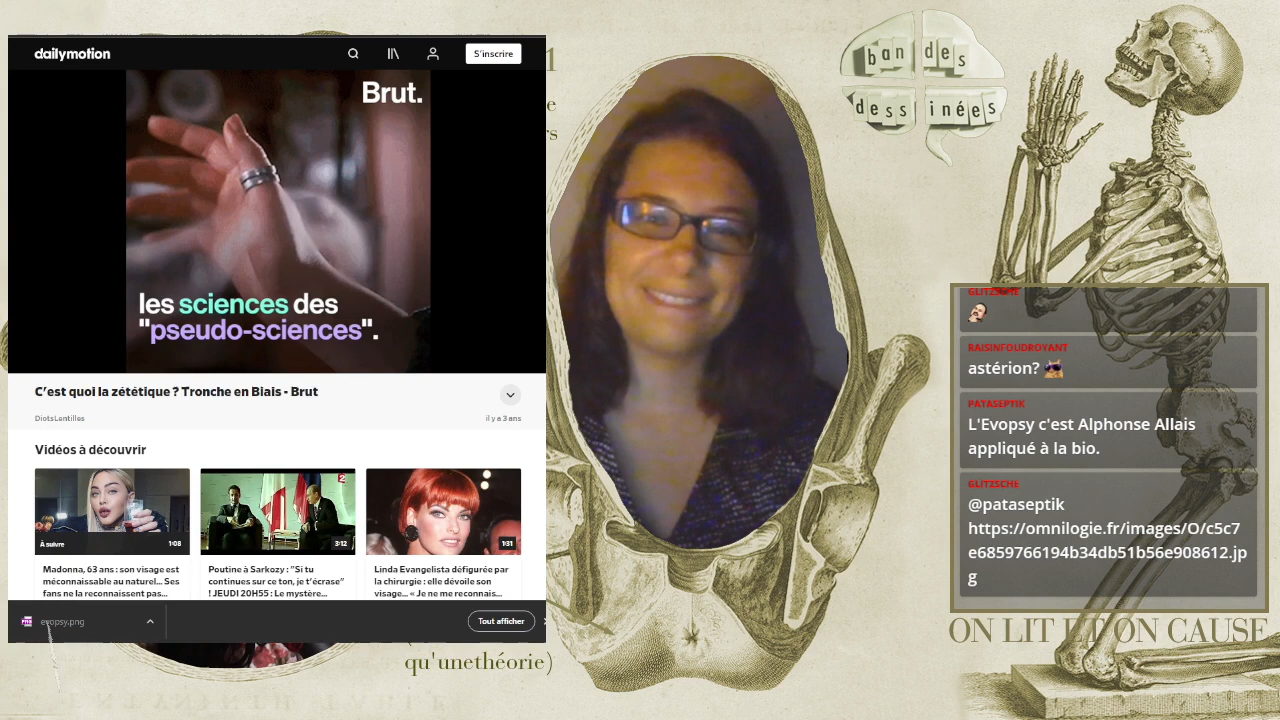 dailymotion
S'inscrire
Brut.
les sciences des
"pseudo-sciences".
C'est quoi la zététique ? Tronche en Biais - Brut
DiotsLentilles
il y a 3 ans
Vidéos à découvrir
À suivre
1:08
3:12
2
1:31
Madonna, 63 ans : son visage est
méconnaissable au naturel... Ses
fans ne la reconnaissent pas...
Poutine à Sarkozy : "Si tu
continues sur ce ton, je t'écrase"
! JEUDI 20H55 : Le mystère...
Linda Evangelista défigurée par
la chirurgie : elle dévoile son
visage... « Je ne me reconnais...
evopsy.png
Tout afficher
qu'unethéorie)
ban des
dessinées
GLITZSCHE
RAISINFOUDROYANT
astérion?
PATASEPTIK
L'Evopsy c'est Alphonse Allais
appliqué à la bio.
GLITZSCHE
@pataseptik
https://omnilogie.fr/images/O/c5c7
e6859766194b34db51b56e908612.jp
g
ON LIT ET ON CAUSE